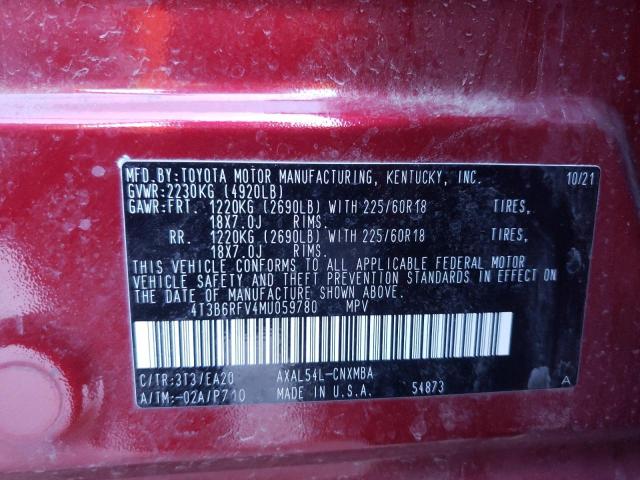 MFD.BY:TOYOTA MOTOR MANUFACTURING, KENTUCKY, INC. 10/21
GVWR:2230KG (4920LB)
GAWR:FRT. 1220KG (2690LB) WITH 225/60R18 TIRES,
18X7.0J RIMS.
RR. 1220KG (2690LB) WITH 225/60R18 TIRES,
18X7.0J RIMS.
THIS VEHICLE CONFORMS TO ALL APPLICABLE FEDERAL MOTOR
VEHICLE SAFETY AND THEFT PREVENTION STANDARDS IN EFFECT ON
THE DATE OF MANUFACTURE SHOWN ABOVE.
4T3B6RFV4MU059780 MPV
C/TR:3T3/EA20 AXAL54L-CNXMBA
A/TM:-02A/P710 MADE IN U.S.A. 54873 A